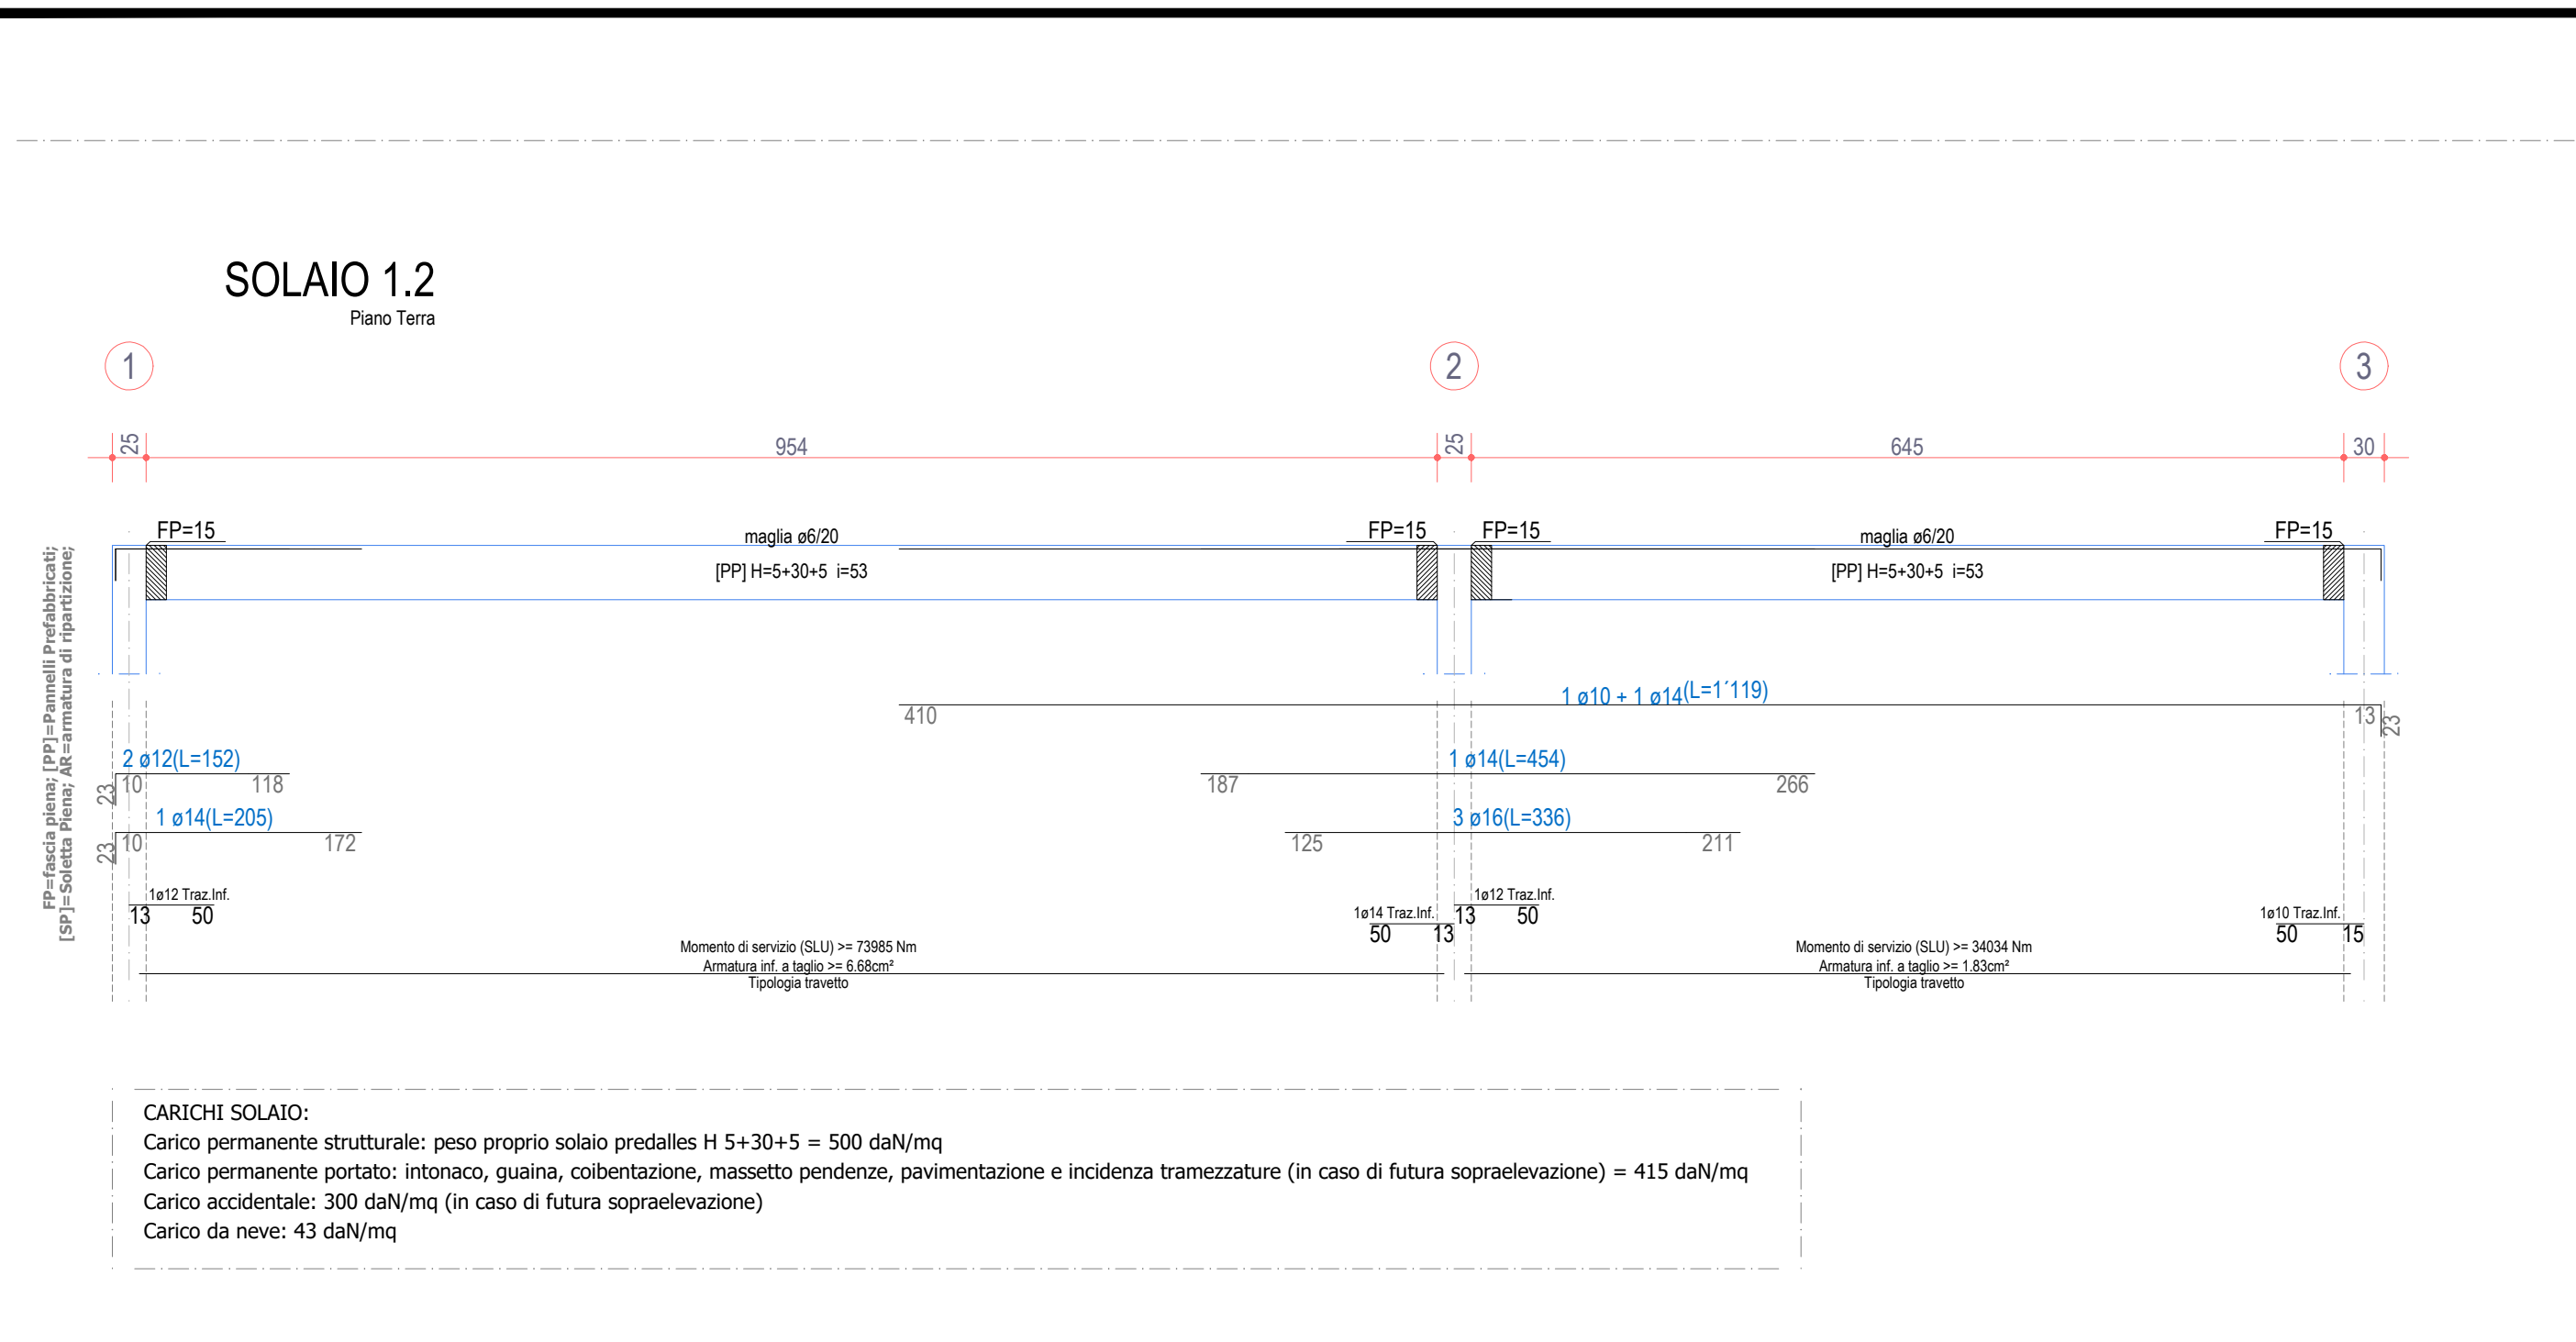 SOLAIO 1.2
Piano Terra
1
2
3
25
954
25
645
30
FP=15
maglia ø6/20
FP=15
FP=15
maglia ø6/20
FP=15
[PP] H=5+30+5 i=53
[PP] H=5+30+5 i=53
FP=fascia piena; [PP]=Pannelli Prefabbricati;
[SP]=Soletta Piena; AR=armatura di ripartizione;
1 ø10 + 1 ø14(L=1´119)
410
13
23
2 ø12(L=152)
23
10
118
1 ø14(L=454)
187
266
1 ø14(L=205)
23
10
172
3 ø16(L=336)
125
211
1ø12 Traz.Inf.
13
50
1ø14 Traz.Inf.
50
13
1ø12 Traz.Inf.
13
50
1ø10 Traz.Inf.
50
15
Momento di servizio (SLU) >= 73985 Nm
Armatura inf. a taglio >= 6.68cm²
Tipologia travetto
Momento di servizio (SLU) >= 34034 Nm
Armatura inf. a taglio >= 1.83cm²
Tipologia travetto
CARICHI SOLAIO:
Carico permanente strutturale: peso proprio solaio predalles H 5+30+5 = 500 daN/mq
Carico permanente portato: intonaco, guaina, coibentazione, massetto pendenze, pavimentazione e incidenza tramezzature (in caso di futura sopraelevazione) = 415 daN/mq
Carico accidentale: 300 daN/mq (in caso di futura sopraelevazione)
Carico da neve: 43 daN/mq